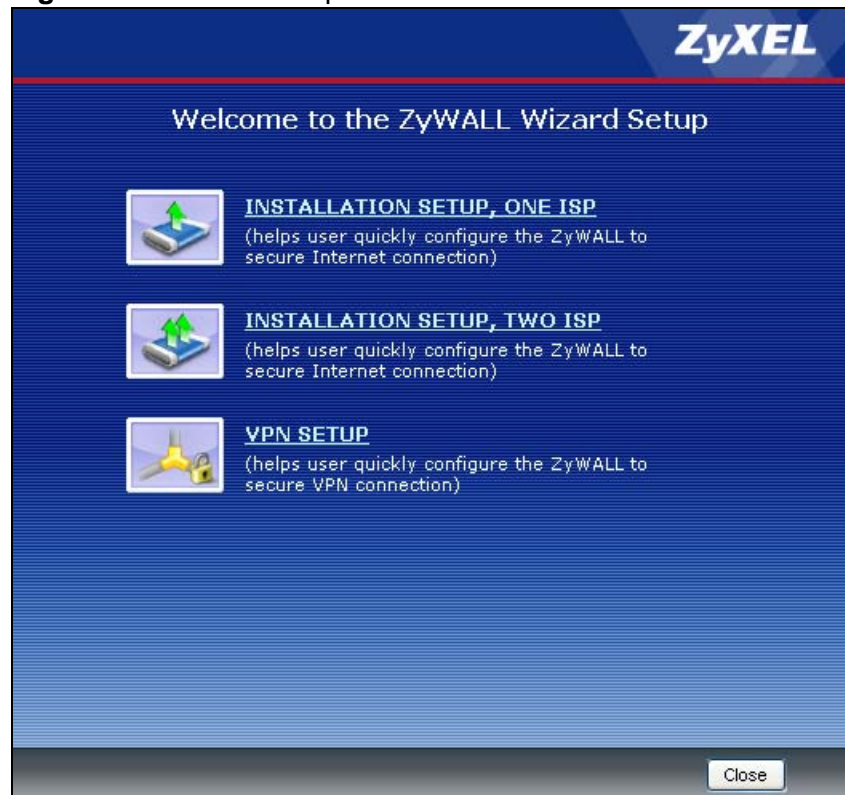 ZyXEL
Welcome to the ZyWALL Wizard Setup
INSTALLATION SETUP, ONE ISP
(helps user quickly configure the ZyWALL to
secure Internet connection)
INSTALLATION SETUP, TWO ISP
(helps user quickly configure the ZyWALL to
secure Internet connection)
VPN SETUP
(helps user quickly configure the ZyWALL to
secure VPN connection)
Close